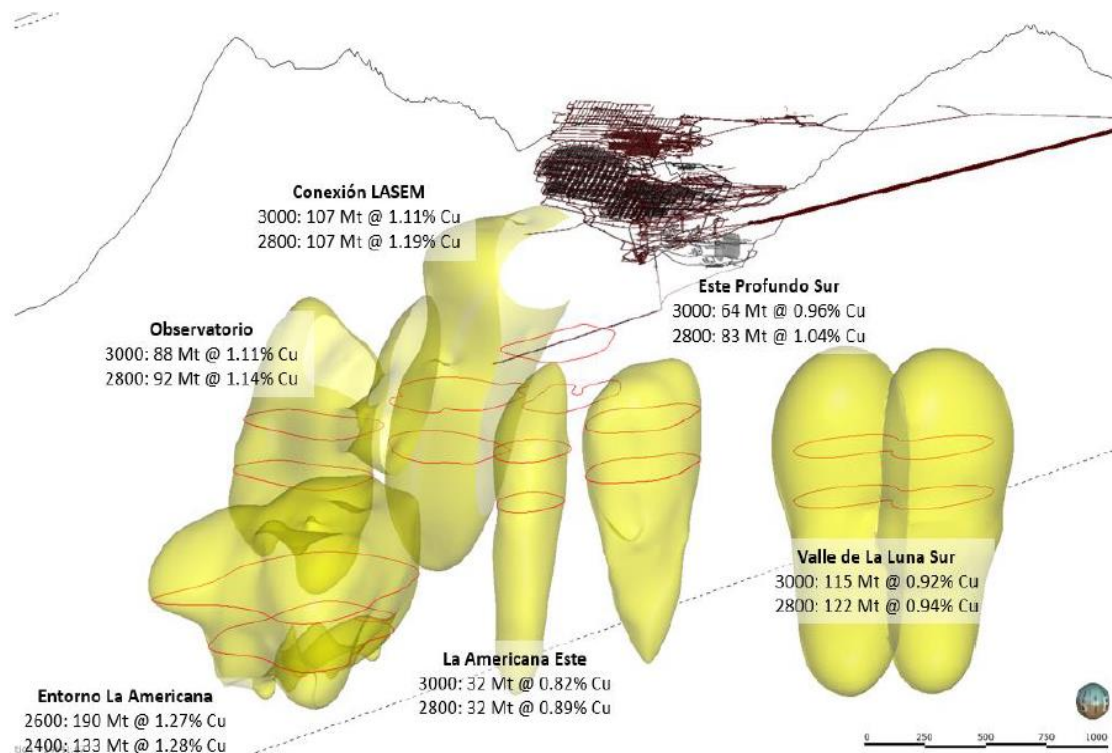 Conexión LASEM
3000: 107 Mt @ 1.11% Cu
2800: 107 Mt @ 1.19% Cu
Este Profundo Sur
3000: 64 Mt @ 0.96% Cu
2800: 83 Mt @ 1.04% Cu
Observatorio
3000: 88 Mt @ 1.11% Cu
2800: 92 Mt @ 1.14% Cu
Valle de La Luna Sur
3000: 115 Mt @ 0.92% Cu
2800: 122 Mt @ 0.94% Cu
La Americana Este
3000: 32 Mt @ 0.82% Cu
2800: 32 Mt @ 0.89% Cu
Entorno La Americana
2600: 190 Mt @ 1.27% Cu
2400: 133 Mt @ 1.28% Cu
0 250 500 750 1000